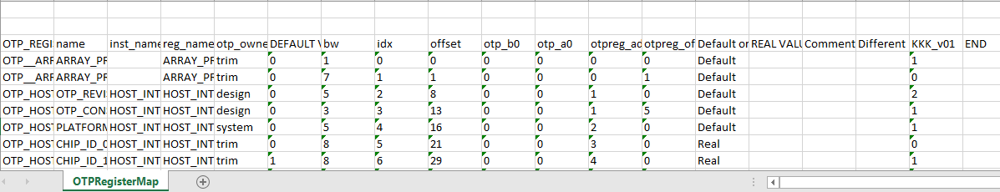 OTP_REGI name inst_name reg_name otp_owne DEFAULT V bw idx offset otp_b0 otp_a0 otpreg_ad otpreg_of Default or REAL VALU Comment Different KKK_v01 END
OTP__ARR ARRAY_PR ARRAY_PR trim 0 1 0 0 0 0 0 0 Default 1
OTP__ARR ARRAY_PR ARRAY_PR trim 0 7 1 1 0 0 0 1 Default 0
OTP_HOST OTP_REVI HOST_INT HOST_INT design 0 5 2 8 0 0 1 0 Default 2
OTP_HOST OTP_CON HOST_INT HOST_INT design 0 3 3 13 0 0 1 5 Default 1
OTP_HOST PLATFORM HOST_INT HOST_INT system 0 5 4 16 0 0 2 0 Default 1
OTP_HOST CHIP_ID_0 HOST_INT HOST_INT trim 0 8 5 21 0 0 3 0 Real 0
OTP_HOST CHIP_ID_1 HOST_INT HOST_INT trim 1 8 6 29 0 0 4 0 Real 1
OTPRegisterMap